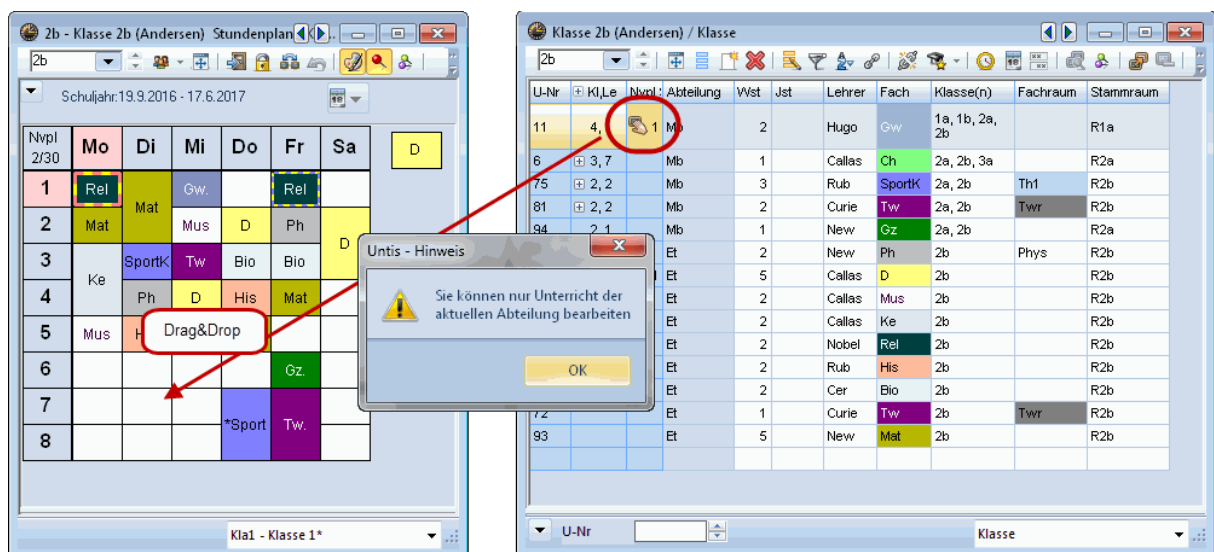 2b - Klasse 2b (Andersen) Stundenplan
2b
Schuljahr:19.9.2016 - 17.6.2017
Nvpl 2/30 Mo Di Mi Do Fr Sa D
1 Rel Mat Gw. Rel
2 Mat Mus D Ph D
3 Ke SportK Tw Bio Bio
4 Ph D His Mat
5 Mus H
Drag&Drop
6 Gz.
7 *Sport Tw.
8
Kla1 - Klasse 1*
Klasse 2b (Andersen) / Klasse
2b
U-Nr Kl,Le Nvpl Abteilung Wst Jst Lehrer Fach Klasse(n) Fachraum Stammraum
11 4, 1 Mb 2 Hugo Gw 1a, 1b, 2a, 2b R1a
6 3, 7 Mb 1 Callas Ch 2a, 2b, 3a R2a
75 2, 2 Mb 3 Rub SportK 2a, 2b Th1 R2b
81 2, 2 Mb 2 Curie Tw 2a, 2b Twr R2b
94 2, 1 Mb 1 New Gz 2a, 2b R2a
Et 2 New Ph 2b Phys R2b
Et 5 Callas D 2b R2b
Et 2 Callas Mus 2b R2b
Et 2 Callas Ke 2b R2b
Et 2 Nobel Rel 2b R2b
Et 2 Rub His 2b R2b
Et 2 Cer Bio 2b R2b
72 Et 1 Curie Tw 2b Twr R2b
93 Et 5 New Mat 2b R2b
U-Nr
Klasse
Untis - Hinweis
Sie können nur Unterricht der
aktuellen Abteilung bearbeiten
OK